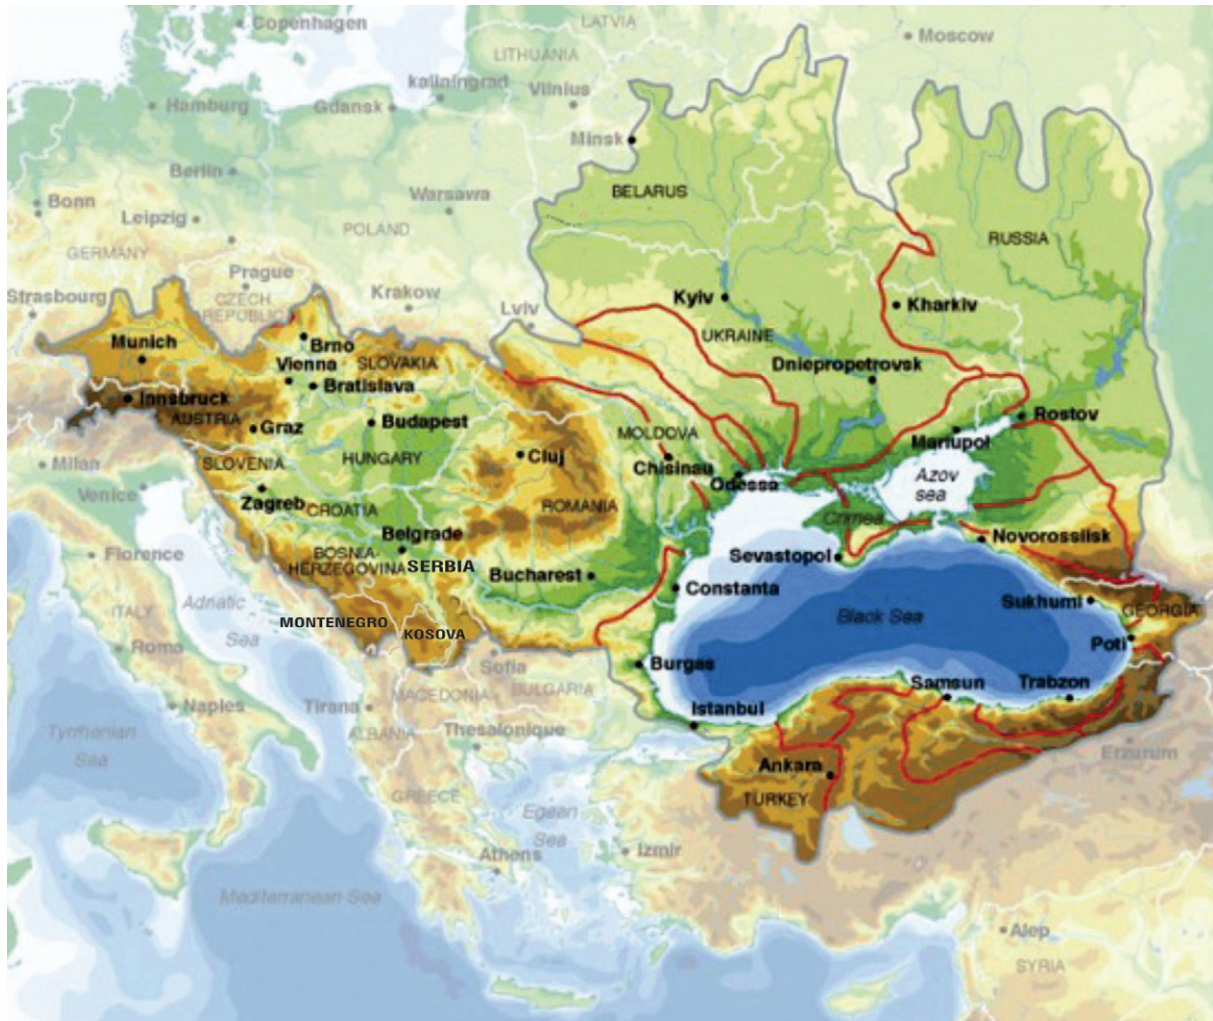 Copenhagen
LATVIA
Moscow
LITHUANIA
kaliningrad
Vilnius
Hamburg
Gdansk
Minsk
Berlin
BELARUS
Warsawa
Bonn
Leipzig
POLAND
RUSSIA
GERMANY
Prague
Strasbourg
CZECH
REPUBLIC
Krakow
Lviv
Kyiv
Kharkiv
UKRAINE
Munich
Brno
Vienna
SLOVAKIA
Dniepropetrovsk
Bratislava
Innsbruck
AUSTRIA
Graz
Budapest
Rostov
Mariupol
MOLDOVA
HUNGARY
Cluj
Chisinau
Milan
SLOVENIA
Odessa
Azov
sea
Venice
Zagreb
CROATIA
ROMANIA
Crimea
Belgrade
Novorossiisk
Florence
BOSNIA-
HERZEGOVINA
SERBIA
Sevastopol
Bucharest
Constanta
Sukhumi
GEORGIA
ITALY
Adriatic
Sea
Black Sea
MONTENEGRO
KOSOVA
Poti
Roma
Sofia
Burgas
Samsun
Trabzon
MACEDONIA
BULGARIA
Naples
Tirana
Istanbul
ALBANIA
Thesalonique
Tyrrhenian
Sea
Erzurum
Ankara
TURKEY
GREECE
Egean
Sea
Athens
Izmir
Mediterranean Sea
Alep
SYRIA